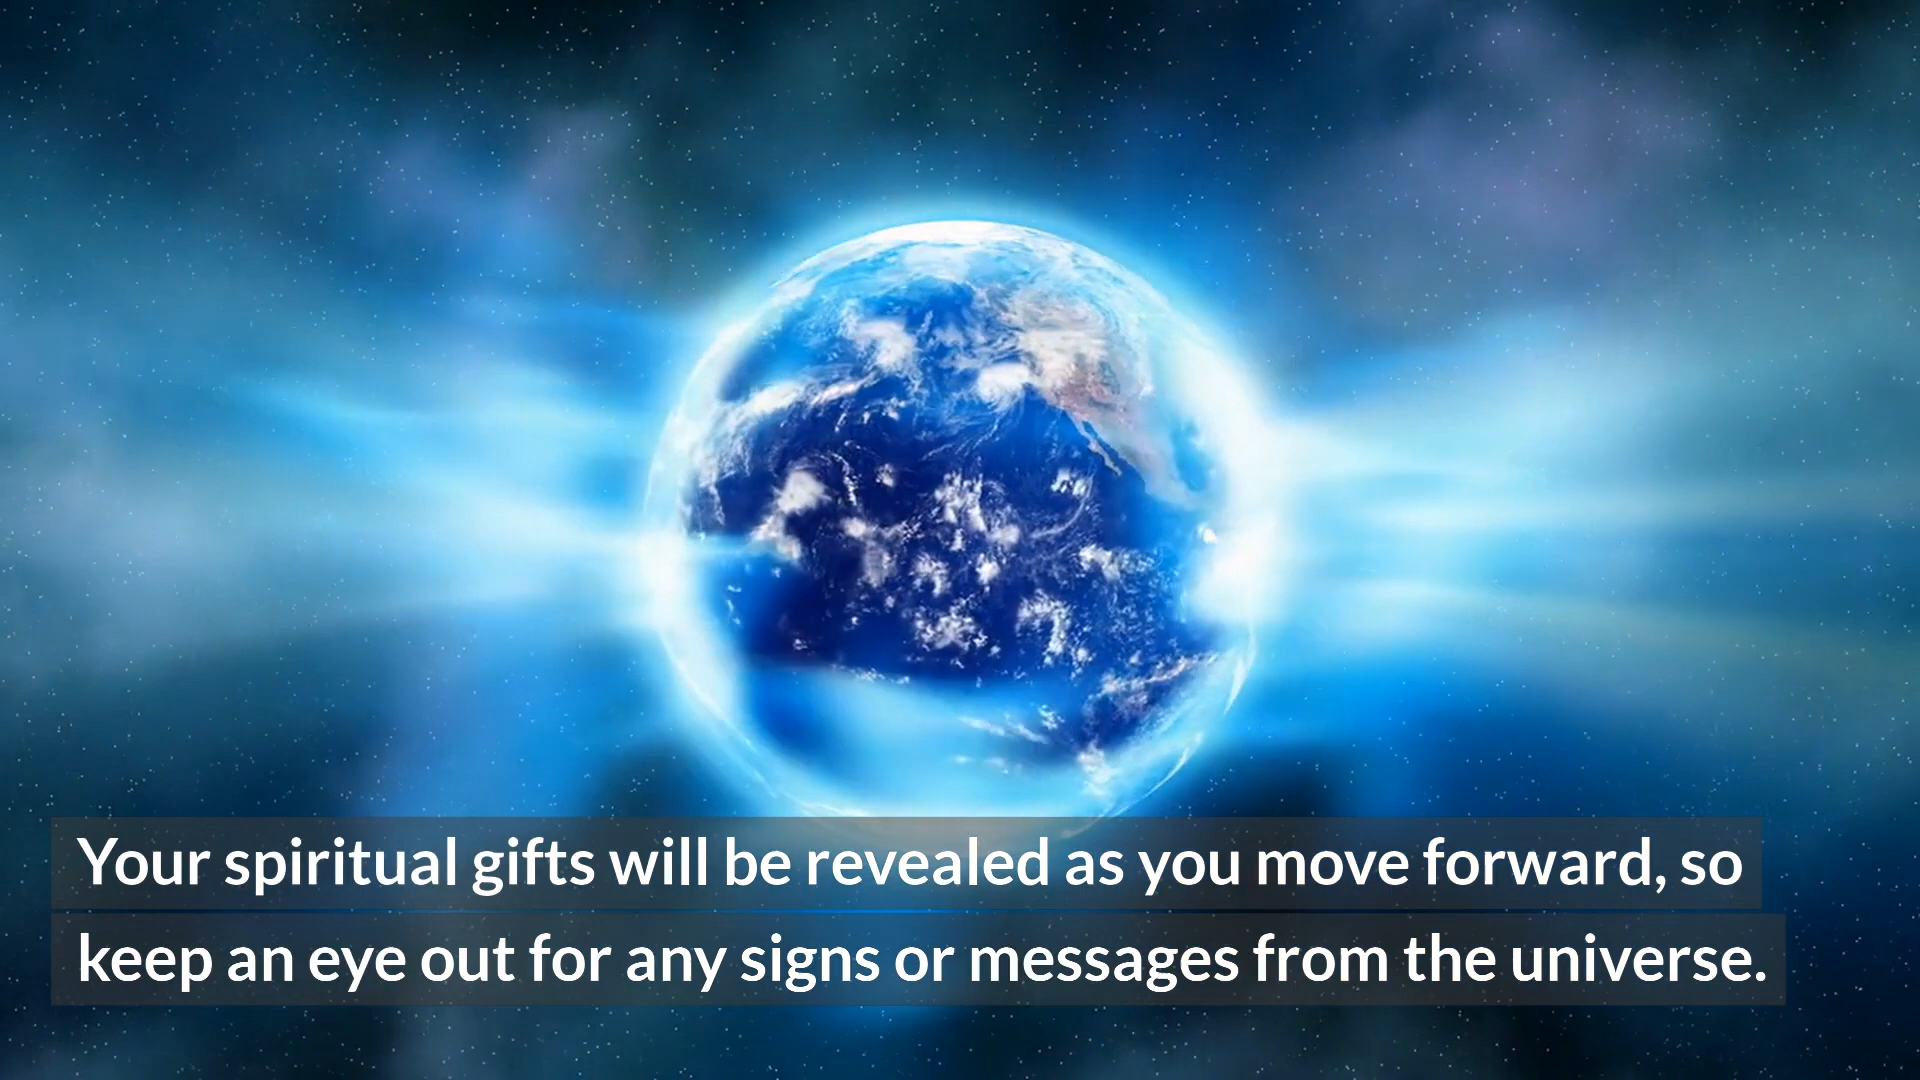 Your spiritual gifts will be revealed as you move forward, so
keep an eye out for any signs or messages from the universe.